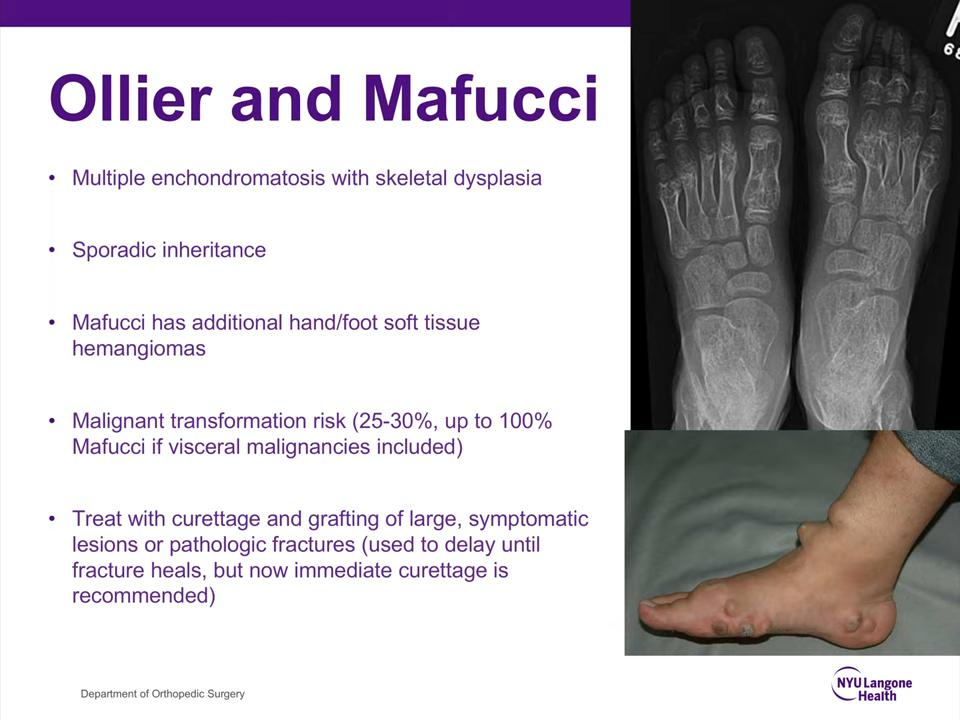 Ollier and Mafucci
• Multiple enchondromatosis with skeletal dysplasia
• Sporadic inheritance
• Mafucci has additional hand/foot soft tissue
hemangiomas
• Malignant transformation risk (25-30%, up to 100%
Mafucci if visceral malignancies included)
• Treat with curettage and grafting of large, symptomatic
lesions or pathologic fractures (used to delay until
fracture heals, but now immediate curettage is
recommended)
Department of Orthopedic Surgery
NYU Langone
Health